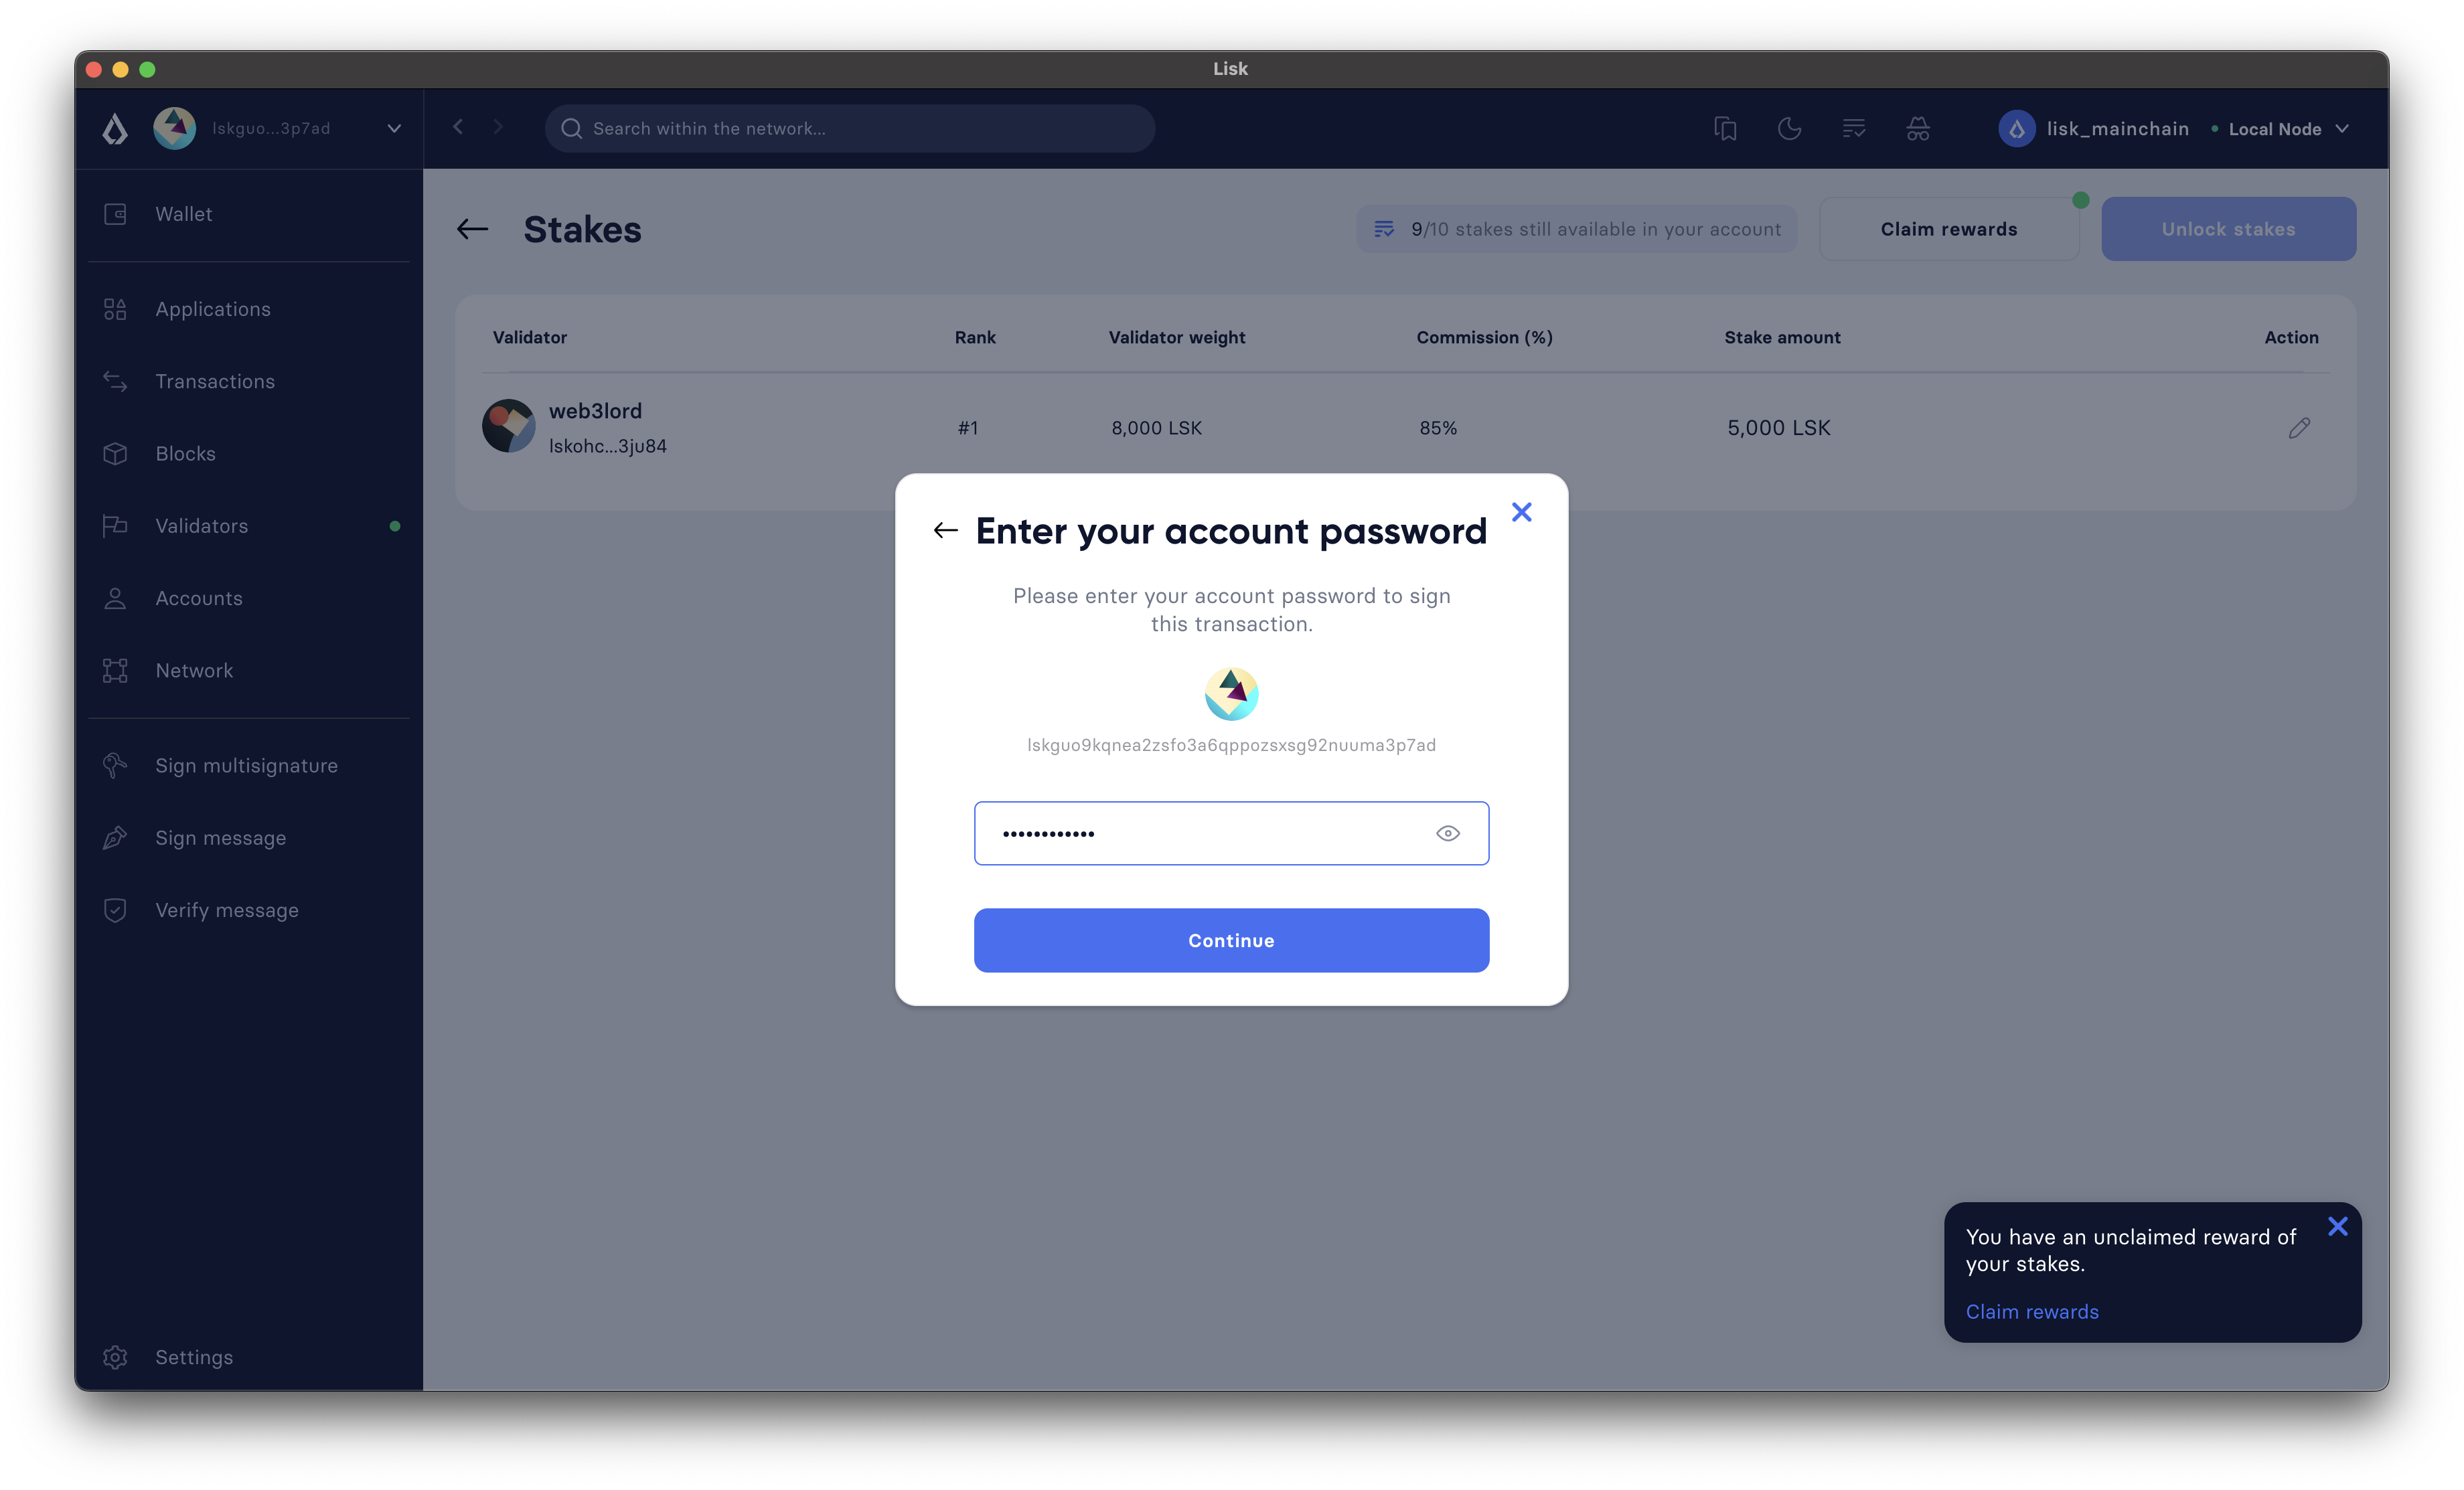 Lisk
lskguo...3p7ad
Search within the network...
lisk_mainchain
Local Node
Wallet
Applications
Transactions
Blocks
Validators
Accounts
Network
Sign multisignature
Sign message
Verify message
Settings
Stakes
9/10 stakes still available in your account
Claim rewards
Unlock stakes
Validator Rank Validator weight Commission (%) Stake amount Action
web3lord
lskohc...3ju84
#1 8,000 LSK 85% 5,000 LSK
Enter your account password
Please enter your account password to sign
this transaction.
lskguo9kqnea2zsfo3a6qppozsxsg92nuuma3p7ad
••••••••••••
Continue
You have an unclaimed reward of
your stakes.
Claim rewards